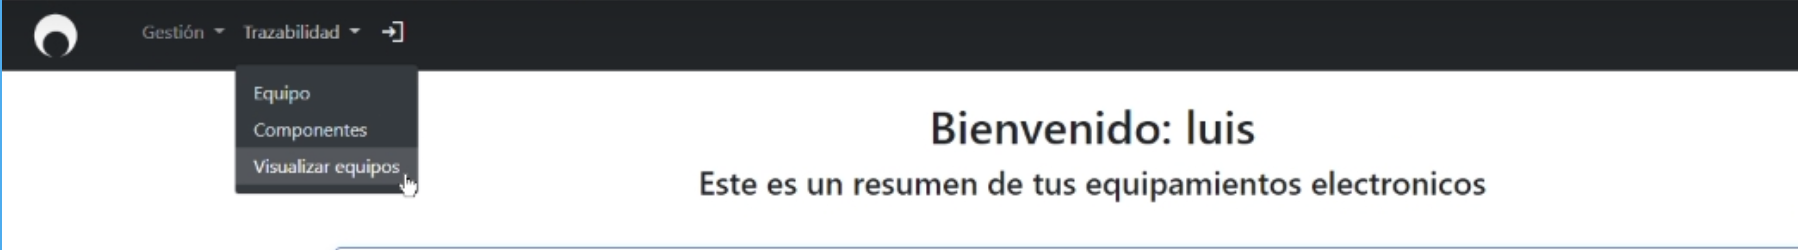 Gestión Trazabilidad
Equipo
Componentes
Visualizar equipos
Bienvenido: luis
Este es un resumen de tus equipamientos electronicos